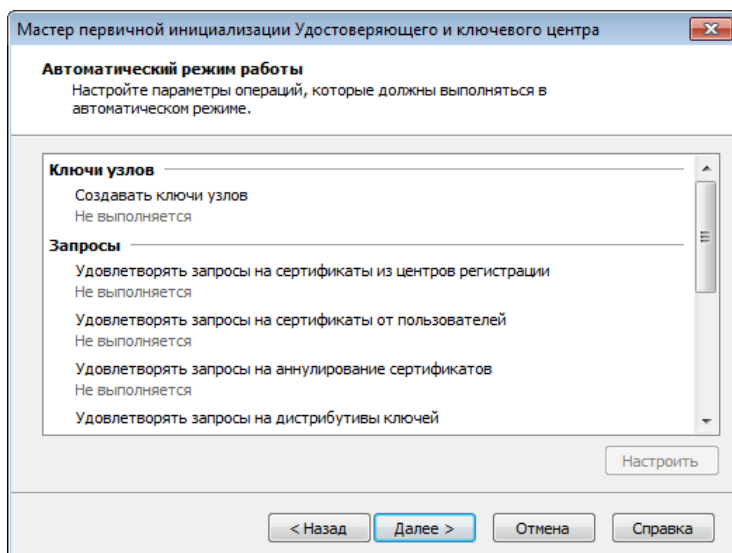 Мастер первичной инициализации Удостоверяющего и ключевого центра
Автоматический режим работы
Настройте параметры операций, которые должны выполняться в
автоматическом режиме.
Ключи узлов
Создавать ключи узлов
Не выполняется
Запросы
Удовлетворять запросы на сертификаты из центров регистрации
Не выполняется
Удовлетворять запросы на сертификаты от пользователей
Не выполняется
Удовлетворять запросы на аннулирование сертификатов
Не выполняется
Удовлетворять запросы на дистрибутивы ключей
Настроить
< Назад Далее > Отмена Справка